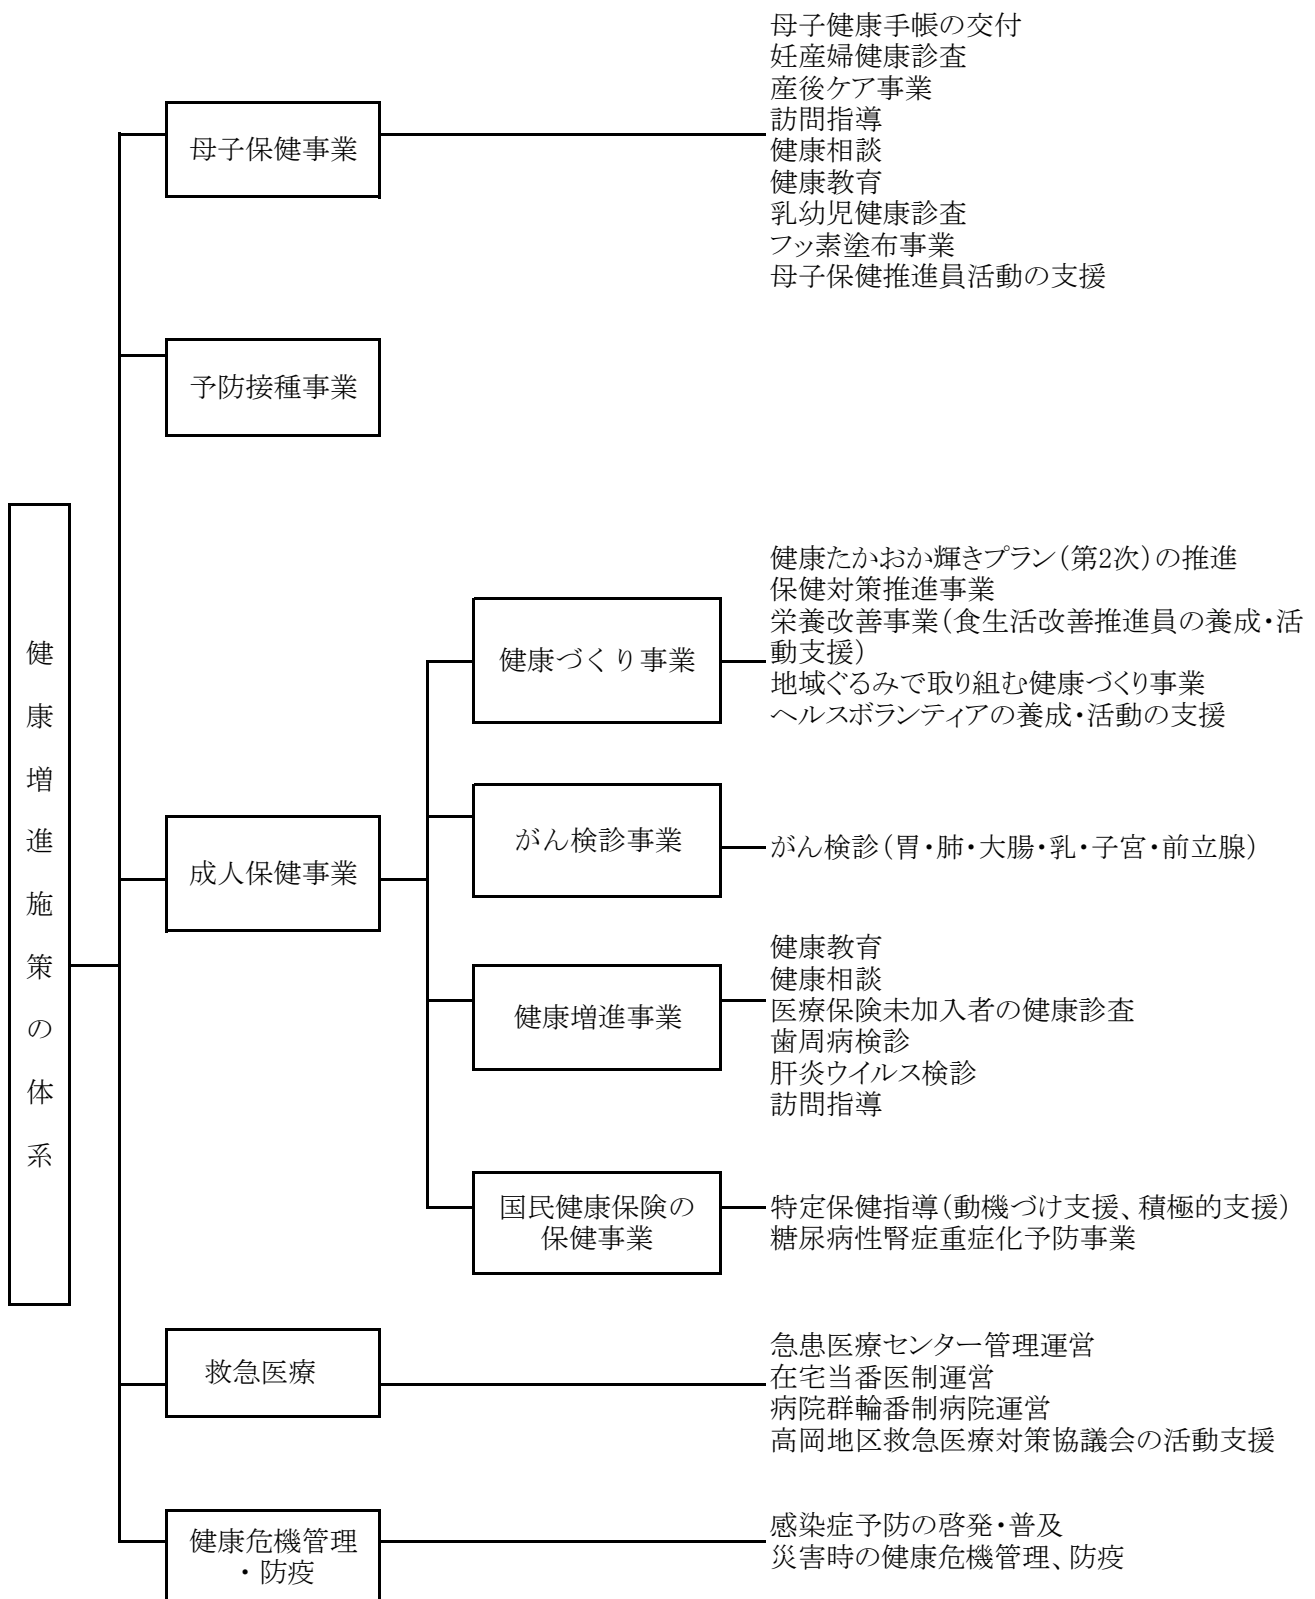 健康増進施策の体系
母子保健事業
母子健康手帳の交付
妊産婦健康診査
産後ケア事業
訪問指導
健康相談
健康教育
乳幼児健康診査
フッ素塗布事業
母子保健推進員活動の支援
予防接種事業
成人保健事業
健康づくり事業
健康たかおか輝きプラン(第2次)の推進
保健対策推進事業
栄養改善事業(食生活改善推進員の養成・活
動支援)
地域ぐるみで取り組む健康づくり事業
ヘルスボランティアの養成・活動の支援
がん検診事業
がん検診(胃・肺・大腸・乳・子宮・前立腺)
健康増進事業
健康教育
健康相談
医療保険未加入者の健康診査
歯周病検診
肝炎ウイルス検診
訪問指導
国民健康保険の
保健事業
特定保健指導(動機づけ支援、積極的支援)
糖尿病性腎症重症化予防事業
救急医療
急患医療センター管理運営
在宅当番医制運営
病院群輪番制病院運営
高岡地区救急医療対策協議会の活動支援
健康危機管理
・防疫
感染症予防の啓発・普及
災害時の健康危機管理、防疫